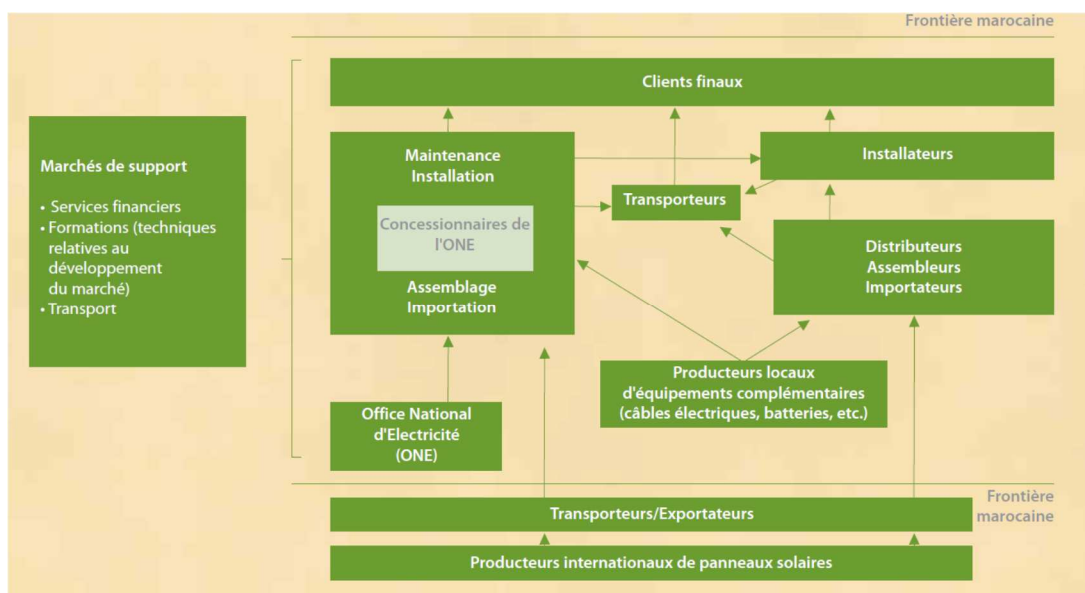 Frontière marocaine
Clients finaux
Marchés de support
• Services financiers
• Formations (techniques
relatives au
développement
du marché)
• Transport
Maintenance
Installation
Concessionnaires de
l'ONE
Assemblage
Importation
Installateurs
Transporteurs
Distributeurs
Assembleurs
Importateurs
Producteurs locaux
d'équipements complémentaires
(câbles électriques, batteries, etc.)
Office National
d'Electricité
(ONE)
Frontière
marocaine
Transporteurs/Exportateurs
Producteurs internationaux de panneaux solaires